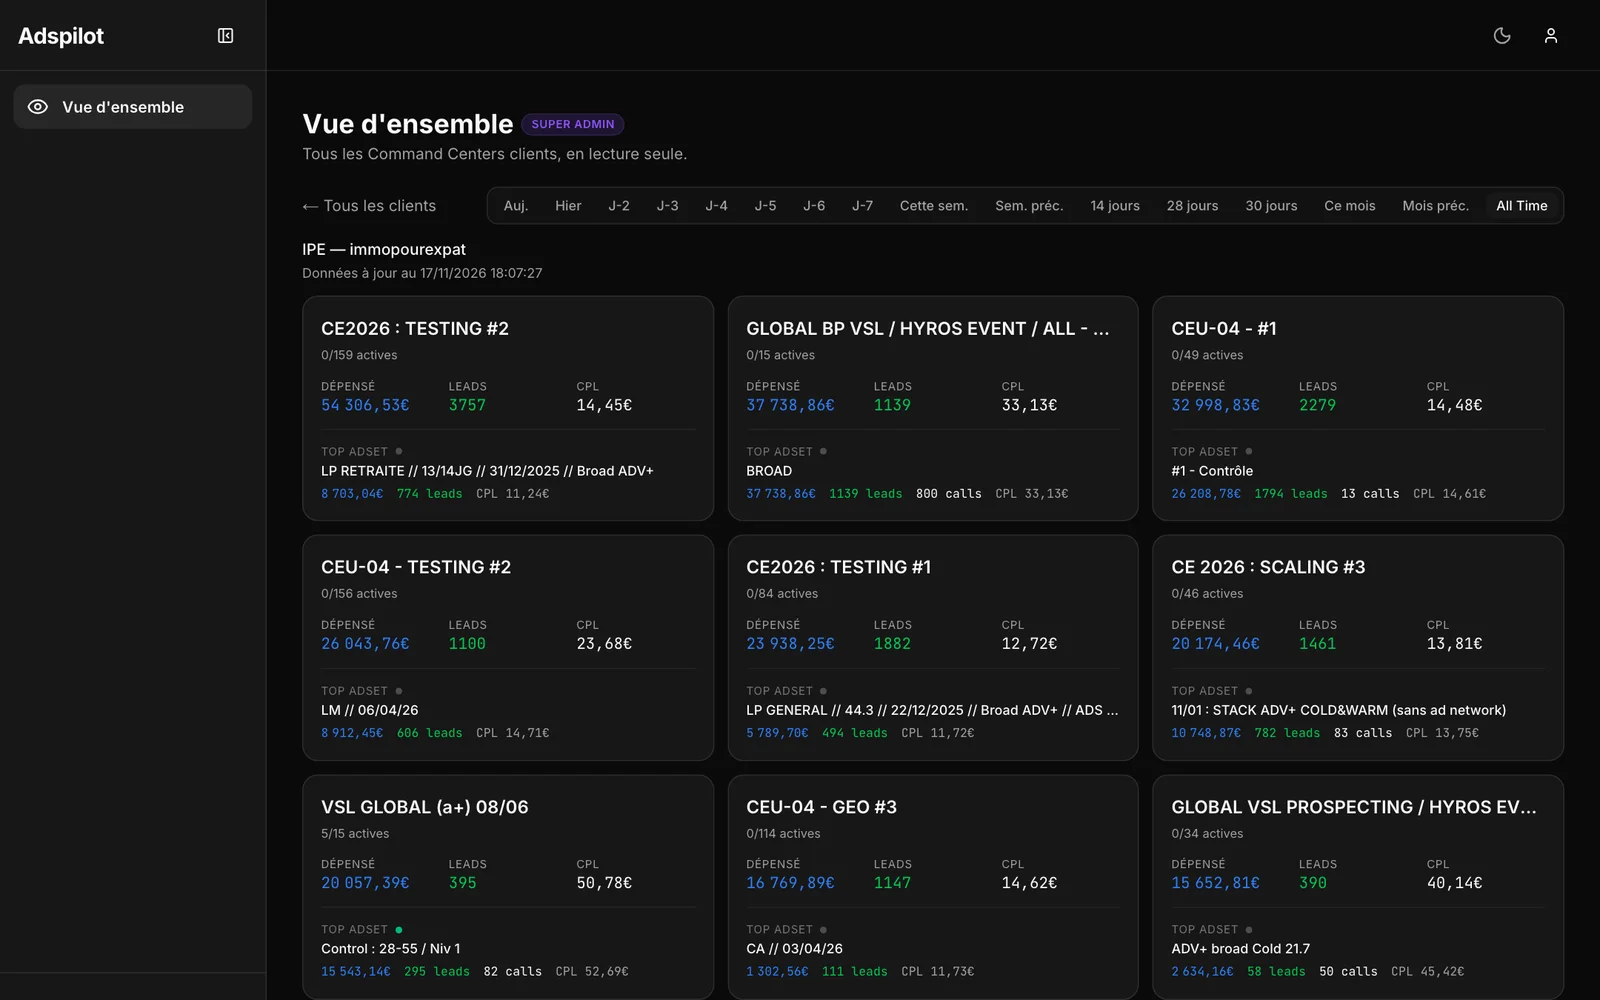 Adspilot
Vue d'ensemble
Vue d'ensemble SUPER ADMIN
Tous les Command Centers clients, en lecture seule.
← Tous les clients
Auj. Hier J-2 J-3 J-4 J-5 J-6 J-7 Cette sem. Sem. préc. 14 jours 28 jours 30 jours Ce mois Mois préc. All Time
IPE — immopourexpat
Données à jour au 17/11/2026 18:07:27
CE2026 : TESTING #2
0/159 actives
DÉPENSÉ LEADS CPL
54 306,53€ 3757 14,45€
TOP ADSET
LP RETRAITE // 13/14JG // 31/12/2025 // Broad ADV+
8 703,04€ 774 leads CPL 11,24€
GLOBAL BP VSL / HYROS EVENT / ALL - ...
0/15 actives
DÉPENSÉ LEADS CPL
37 738,86€ 1139 33,13€
TOP ADSET
BROAD
37 738,86€ 1139 leads 800 calls CPL 33,13€
CEU-04 - #1
0/49 actives
DÉPENSÉ LEADS CPL
32 998,83€ 2279 14,48€
TOP ADSET
#1 - Contrôle
26 208,78€ 1794 leads 13 calls CPL 14,61€
CEU-04 - TESTING #2
0/156 actives
DÉPENSÉ LEADS CPL
26 043,76€ 1100 23,68€
TOP ADSET
LM // 06/04/26
8 912,45€ 606 leads CPL 14,71€
CE2026 : TESTING #1
0/84 actives
DÉPENSÉ LEADS CPL
23 938,25€ 1882 12,72€
TOP ADSET
LP GENERAL // 44.3 // 22/12/2025 // Broad ADV+ // ADS ...
5 789,70€ 494 leads CPL 11,72€
CE 2026 : SCALING #3
0/46 actives
DÉPENSÉ LEADS CPL
20 174,46€ 1461 13,81€
TOP ADSET
11/01 : STACK ADV+ COLD&WARM (sans ad network)
10 748,87€ 782 leads 83 calls CPL 13,75€
VSL GLOBAL (a+) 08/06
5/15 actives
DÉPENSÉ LEADS CPL
20 057,39€ 395 50,78€
TOP ADSET
Control : 28-55 / Niv 1
15 543,14€ 295 leads 82 calls CPL 52,69€
CEU-04 - GEO #3
0/114 actives
DÉPENSÉ LEADS CPL
16 769,89€ 1147 14,62€
TOP ADSET
CA // 03/04/26
1 302,56€ 111 leads CPL 11,73€
GLOBAL VSL PROSPECTING / HYROS EV...
0/34 actives
DÉPENSÉ LEADS CPL
15 652,81€ 390 40,14€
TOP ADSET
ADV+ broad Cold 21.7
2 634,16€ 58 leads 50 calls CPL 45,42€